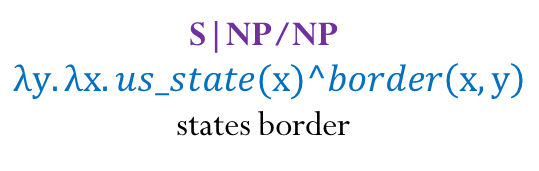 S|NP/NP
λy.λx.us_state(x)^border(x,y)
states border